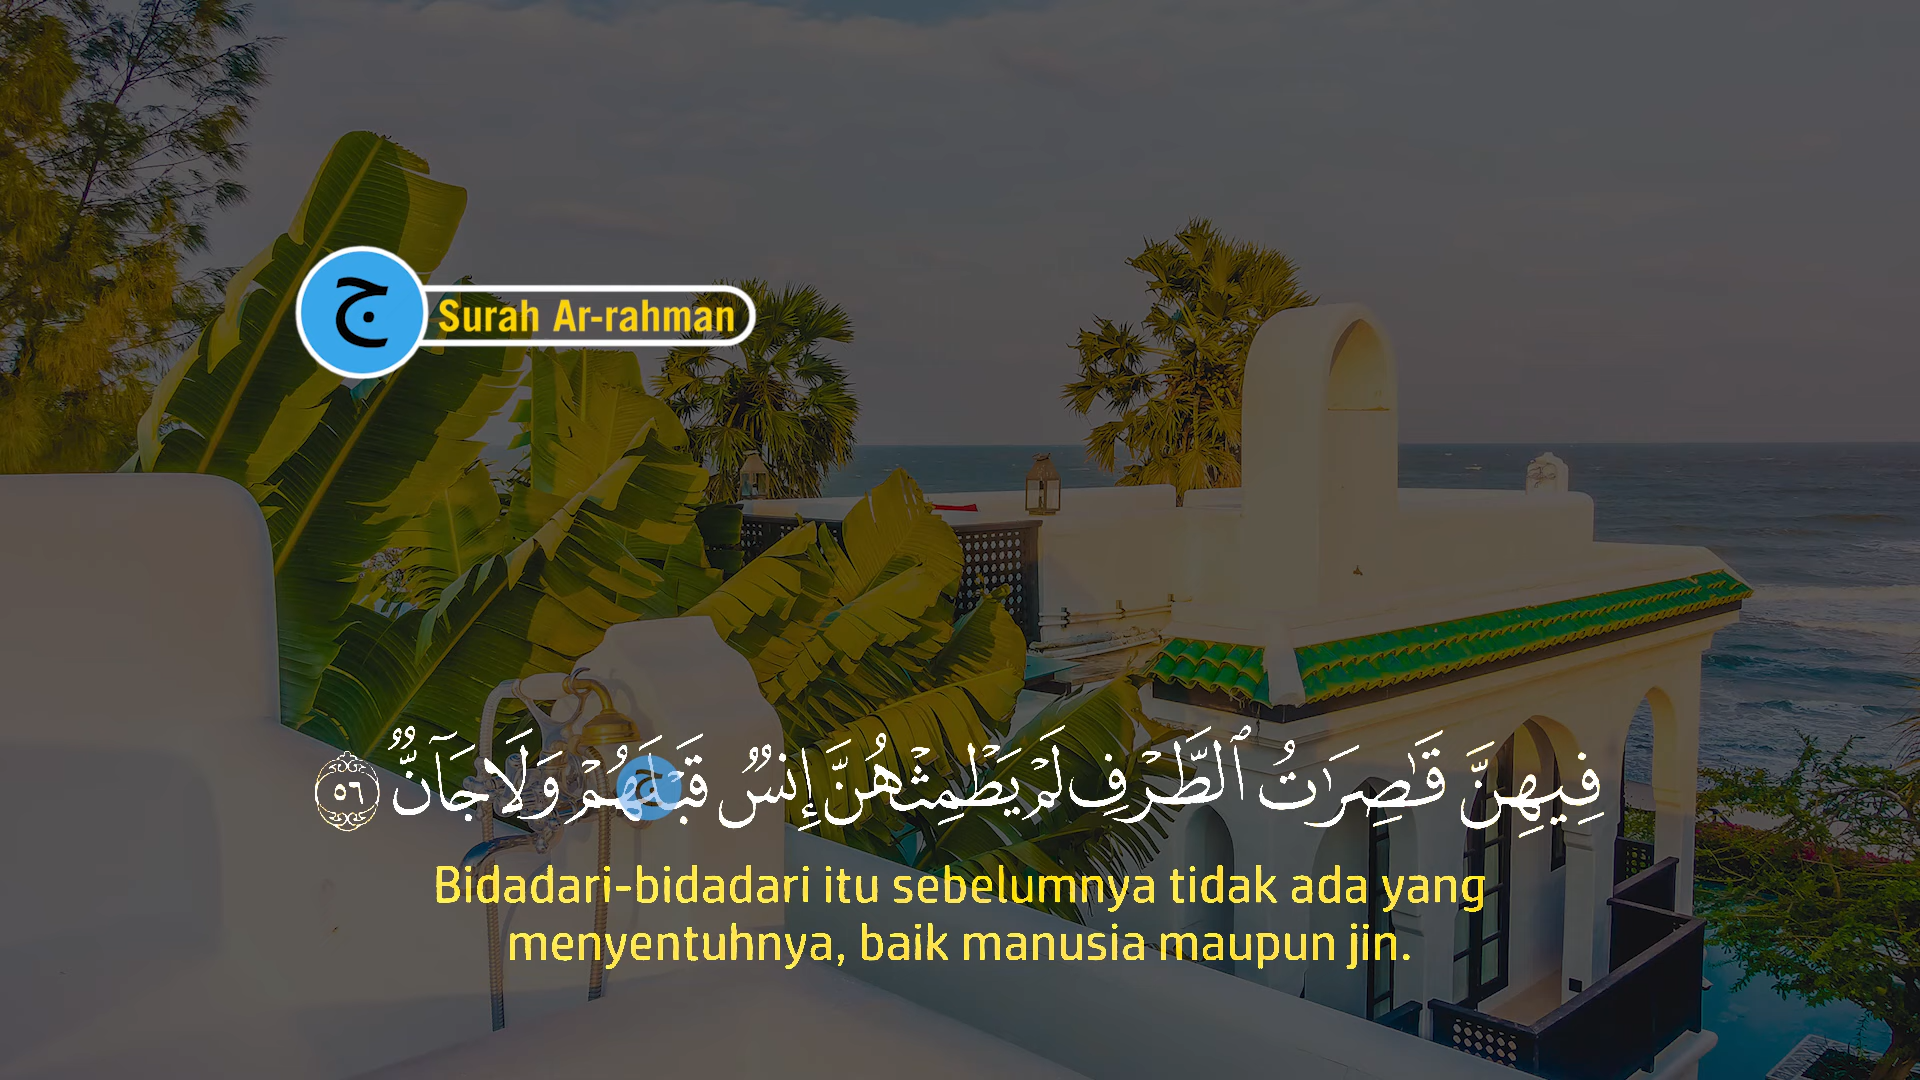 ج
Surah Ar-rahman
فِيهِنَّ قَٰصِرَٰتُ ٱلطَّرْفِ لَمْ يَطْمِثْهُنَّ إِنسٌ قَبْلَهُمْ وَلَا جَآنٌّ ٥٦
ج
Bidadari-bidadari itu sebelumnya tidak ada yang
menyentuhnya, baik manusia maupun jin.